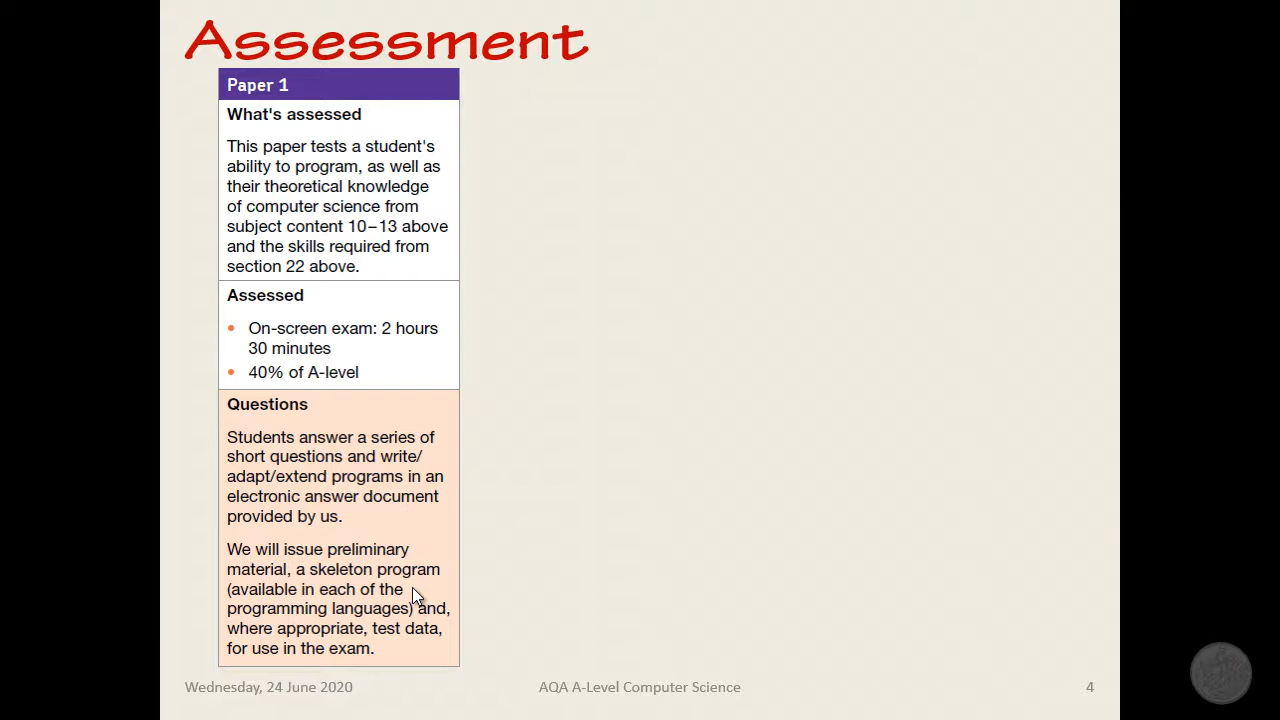 Assessment
Paper 1
What's assessed
This paper tests a student's
ability to program, as well as
their theoretical knowledge
of computer science from
subject content 10–13 above
and the skills required from
section 22 above.
Assessed
• On-screen exam: 2 hours
30 minutes
• 40% of A-level
Questions
Students answer a series of
short questions and write/
adapt/extend programs in an
electronic answer document
provided by us.
We will issue preliminary
material, a skeleton program
(available in each of the
programming languages) and,
where appropriate, test data,
for use in the exam.
Wednesday, 24 June 2020
AQA A-Level Computer Science
4